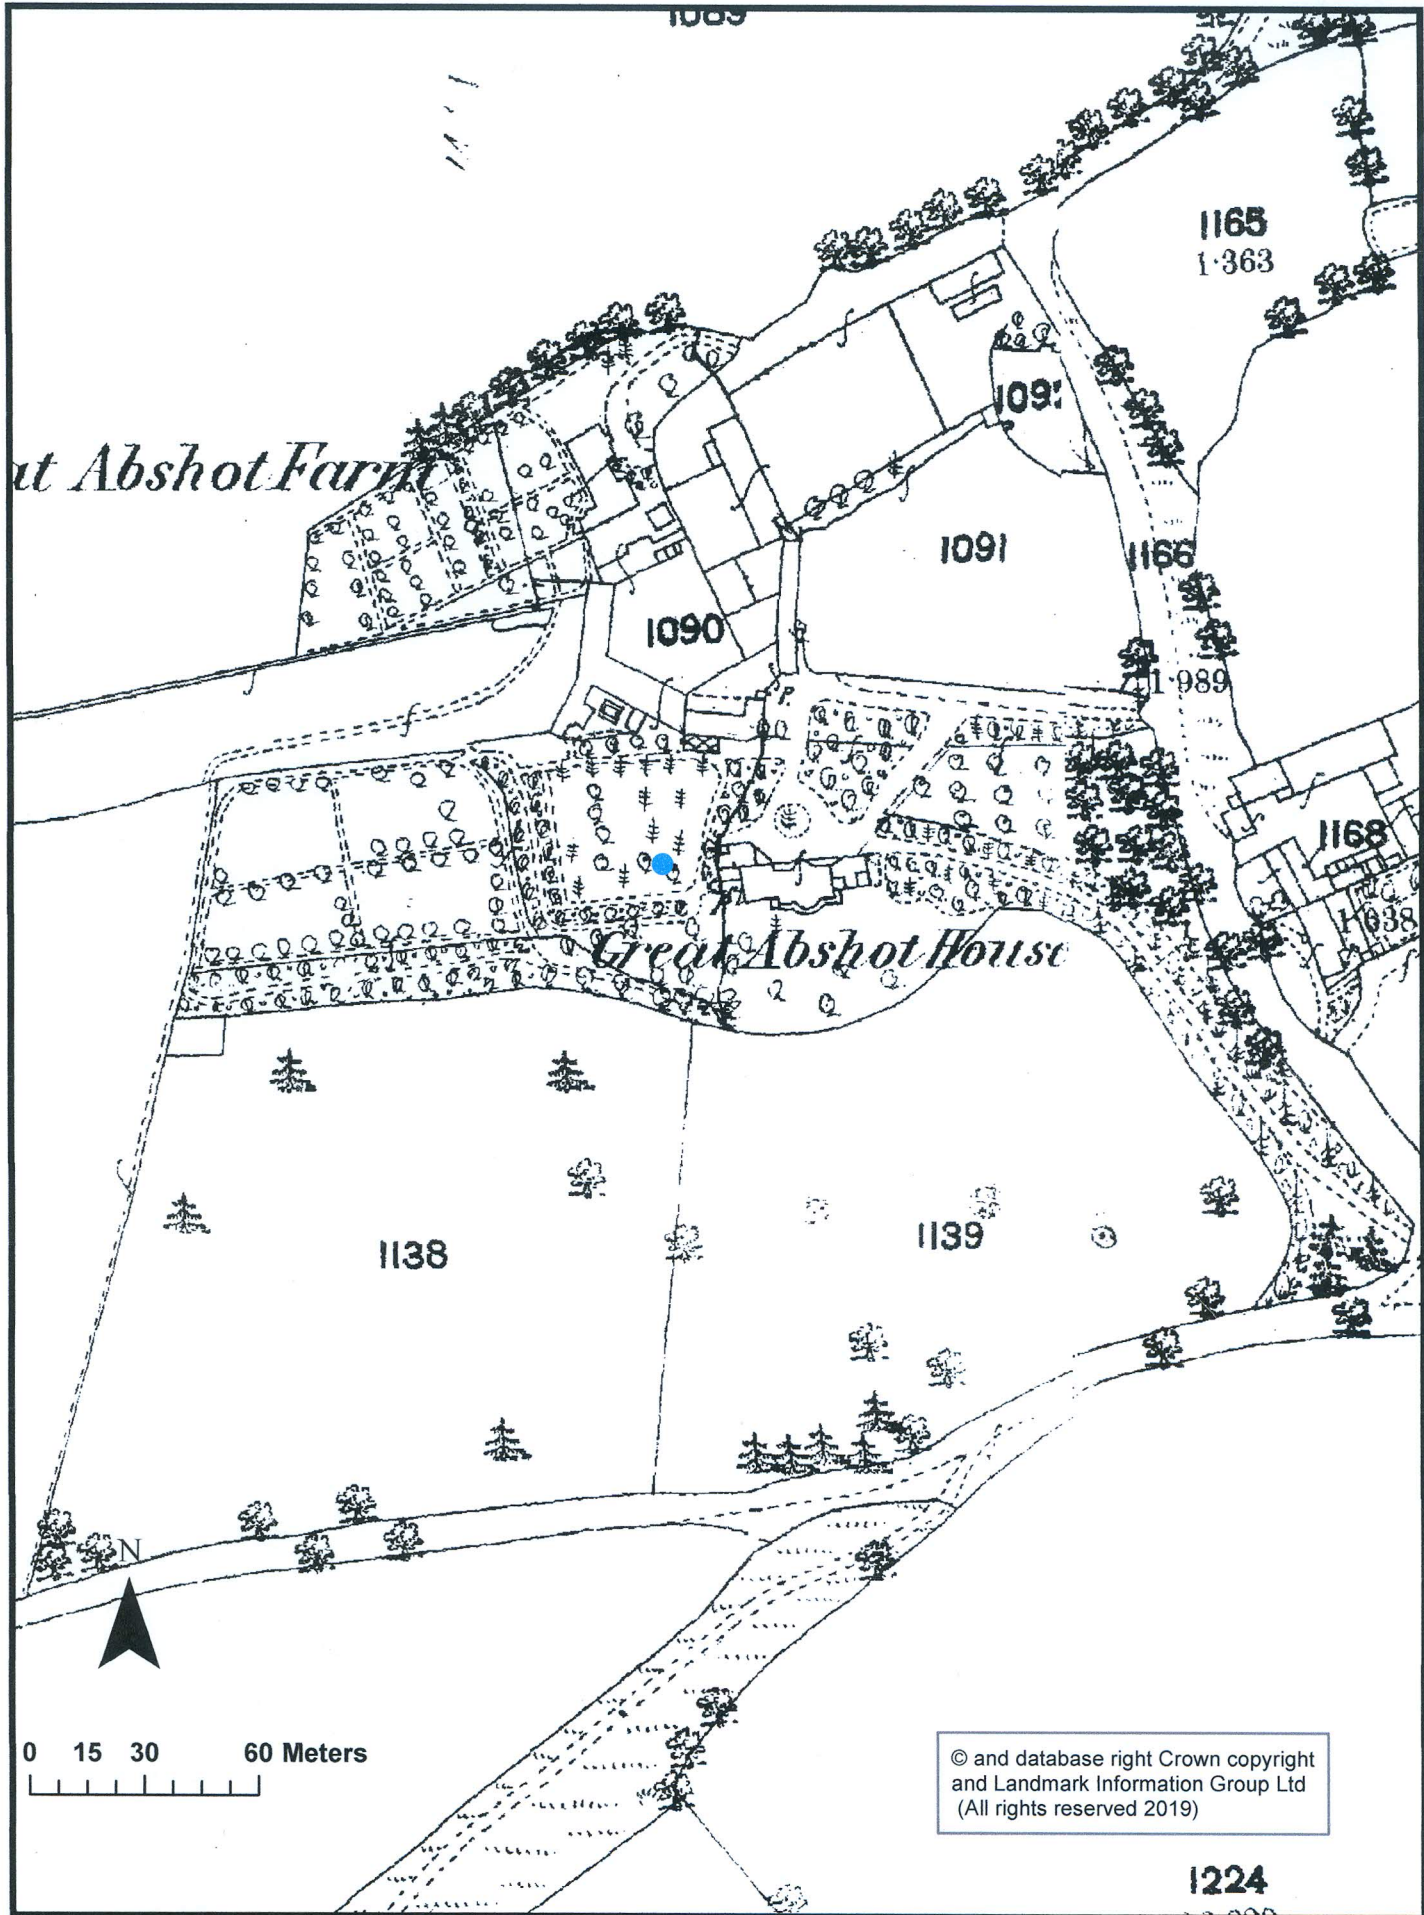 1089
1165
1·363
at Abshot Farm
1091
1166
1090
P.
1·989
1168
1·038
Great Abshot House
1138
1139
N
0 15 30 60 Meters
© and database right Crown copyright
and Landmark Information Group Ltd
(All rights reserved 2019)
1224